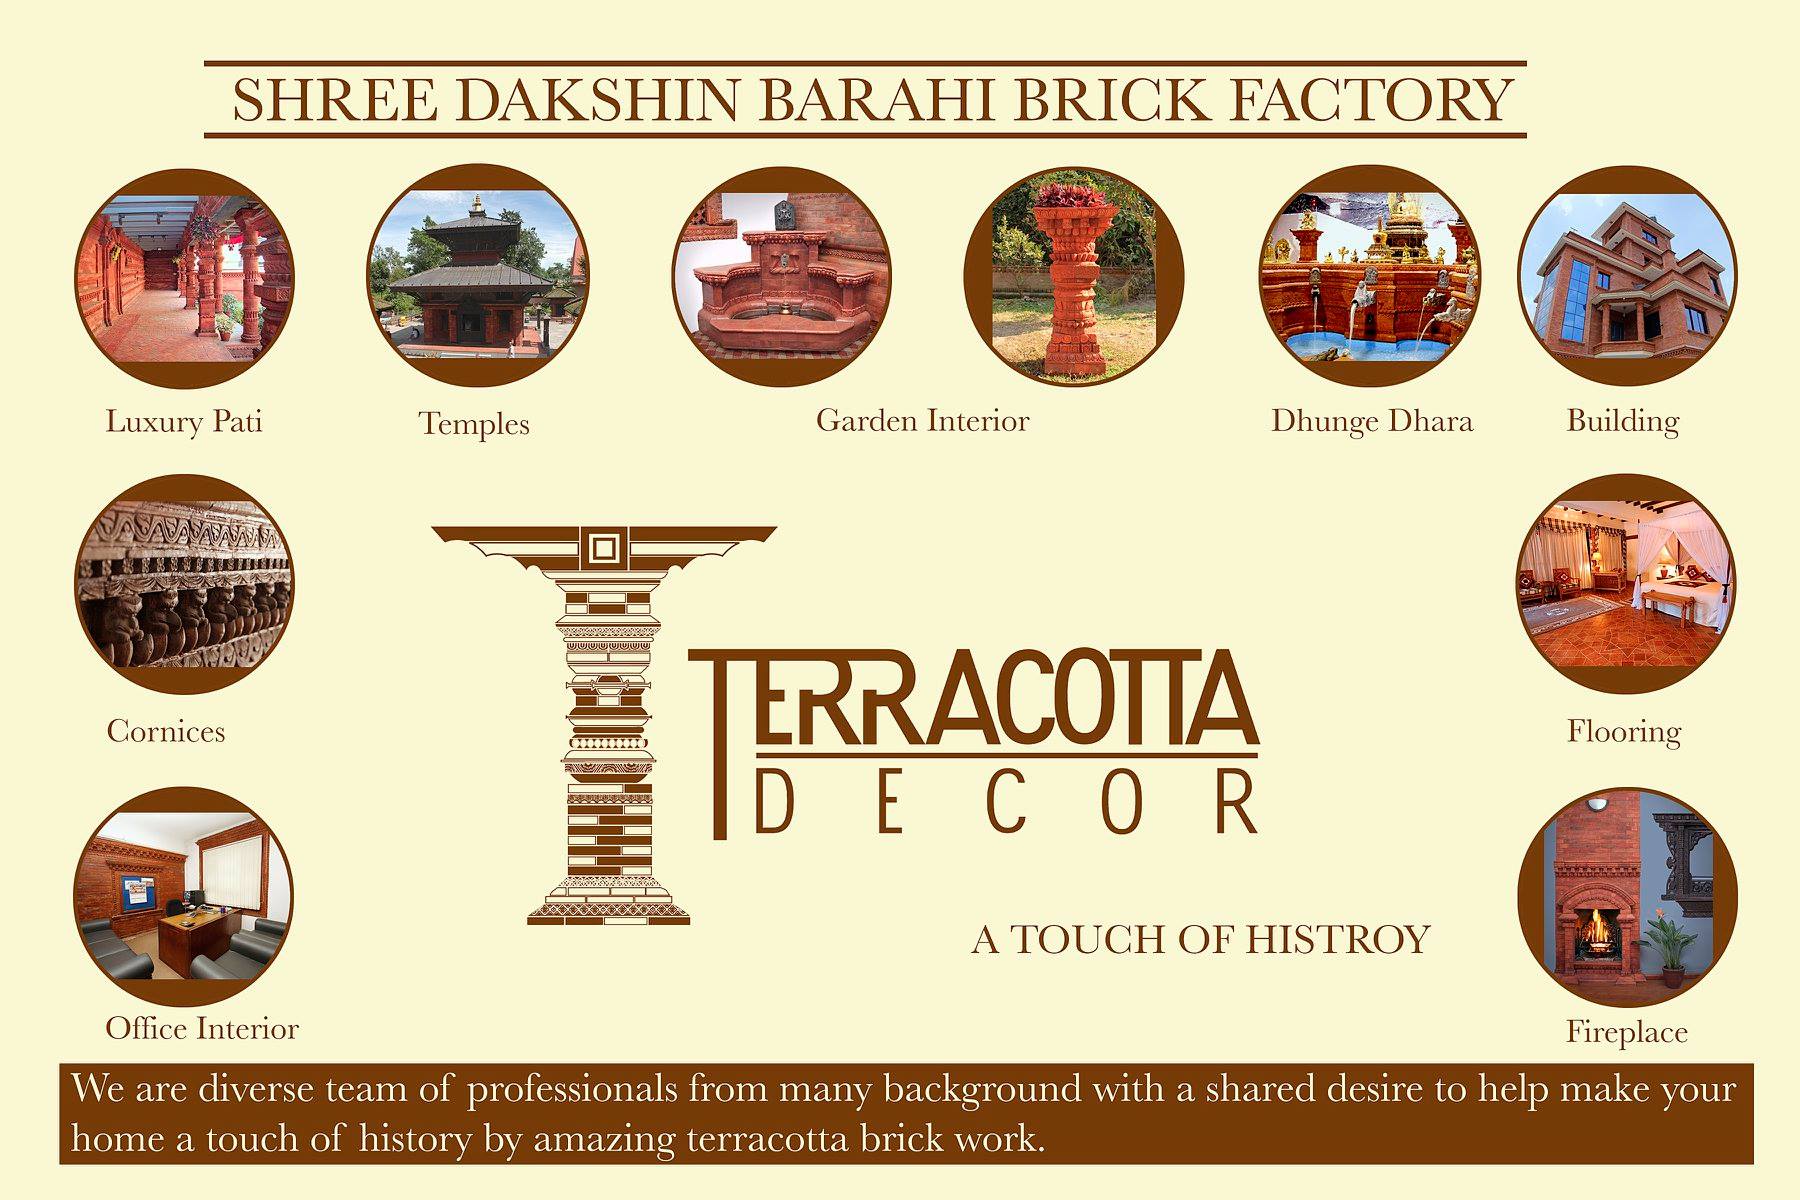 SHREE DAKSHIN BARAHI BRICK FACTORY
Luxury Pati
Temples
Garden Interior
Dhunge Dhara
Building
Cornices
Flooring
TERRACOTTA
DECOR
A TOUCH OF HISTROY
Office Interior
Fireplace
We are diverse team of professionals from many background with a shared desire to help make your
home a touch of history by amazing terracotta brick work.